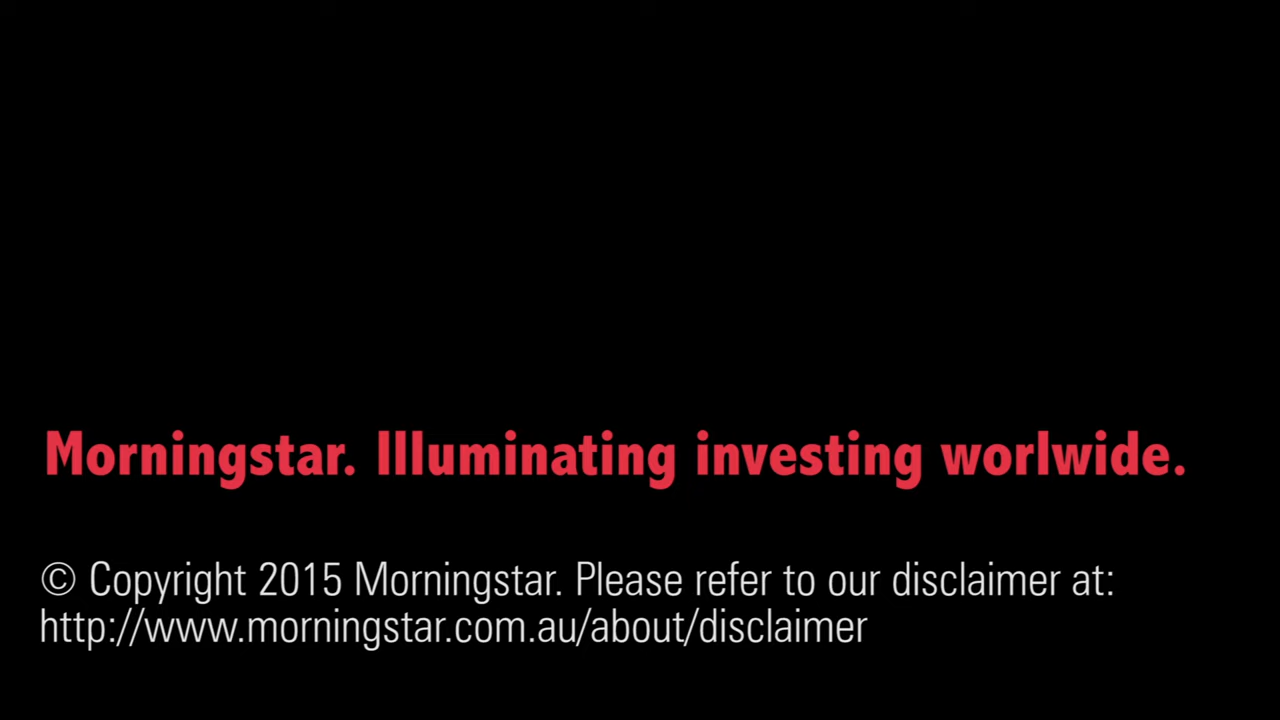 Morningstar. Illuminating investing worlwide.
© Copyright 2015 Morningstar. Please refer to our disclaimer at:
http://www.morningstar.com.au/about/disclaimer